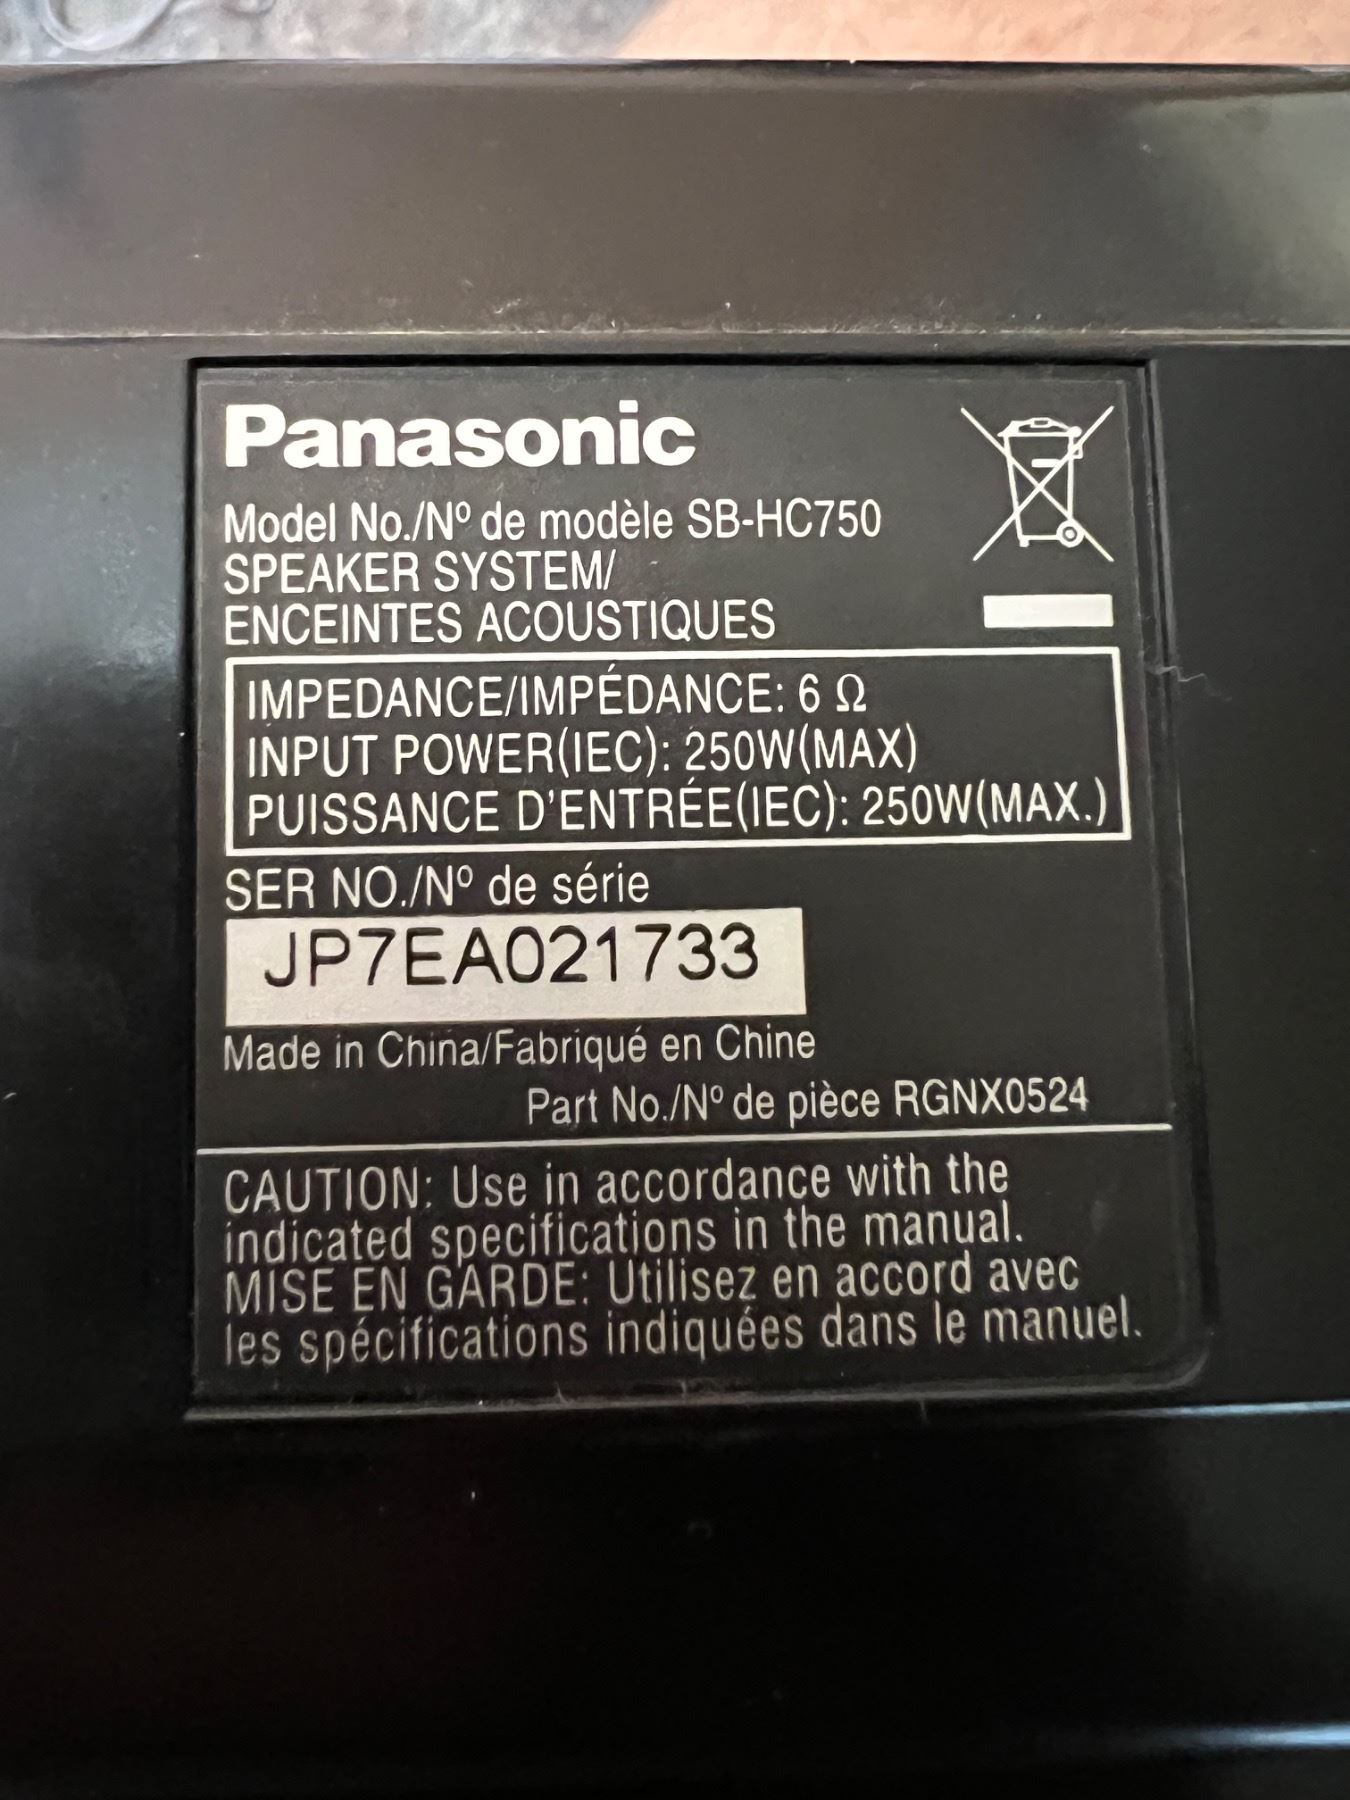 Panasonic
Model No./Nº de modèle SB-HC750
SPEAKER SYSTEM/
ENCEINTES ACOUSTIQUES
IMPEDANCE/IMPÉDANCE: 6 Ω
INPUT POWER(IEC): 250W(MAX)
PUISSANCE D'ENTRÉE(IEC): 250W(MAX.)
SER NO./Nº de série
JP7EA021733
Made in China/Fabriqué en Chine
Part No./Nº de pièce RGNX0524
CAUTION: Use in accordance with the
indicated specifications in the manual.
MISE EN GARDE: Utilisez en accord avec
les spécifications indiquées dans le manuel.